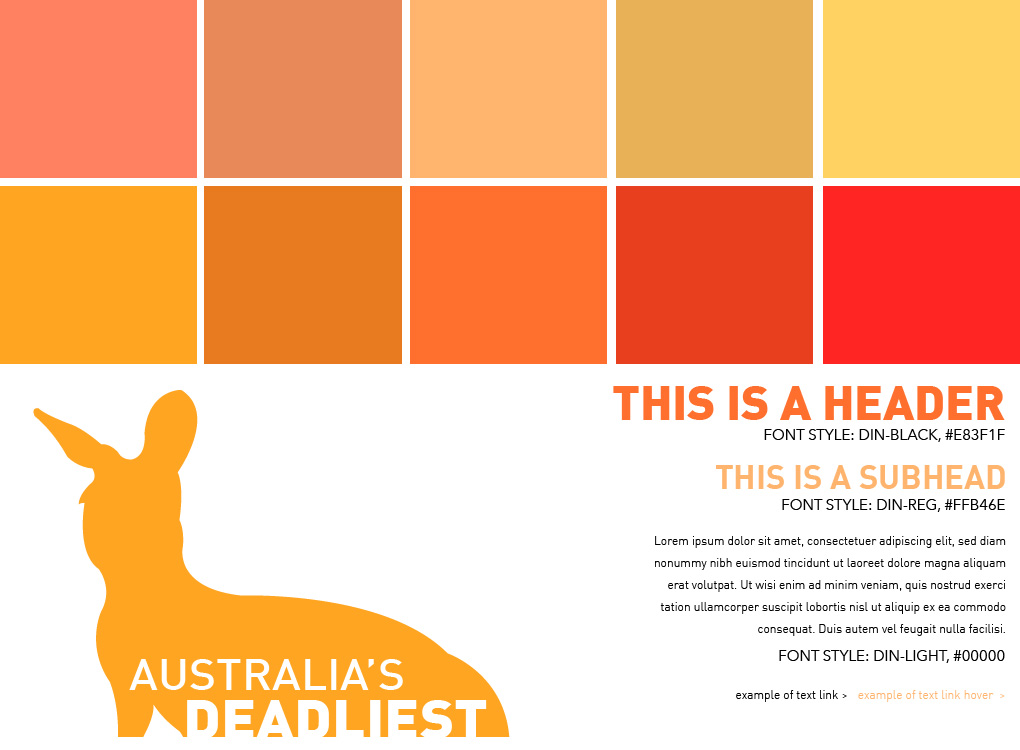 THIS IS A HEADER
FONT STYLE: DIN-BLACK, #E83F1F
THIS IS A SUBHEAD
FONT STYLE: DIN-REG, #FFB46E
Lorem ipsum dolor sit amet, consectetuer adipiscing elit, sed diam
nonummy nibh euismod tincidunt ut laoreet dolore magna aliquam
erat volutpat. Ut wisi enim ad minim veniam, quis nostrud exerci
tation ullamcorper suscipit lobortis nisl ut aliquip ex ea commodo
consequat. Duis autem vel feugait nulla facilisi.
FONT STYLE: DIN-LIGHT, #00000
example of text link > example of text link hover >
AUSTRALIA'S
DEADLIEST